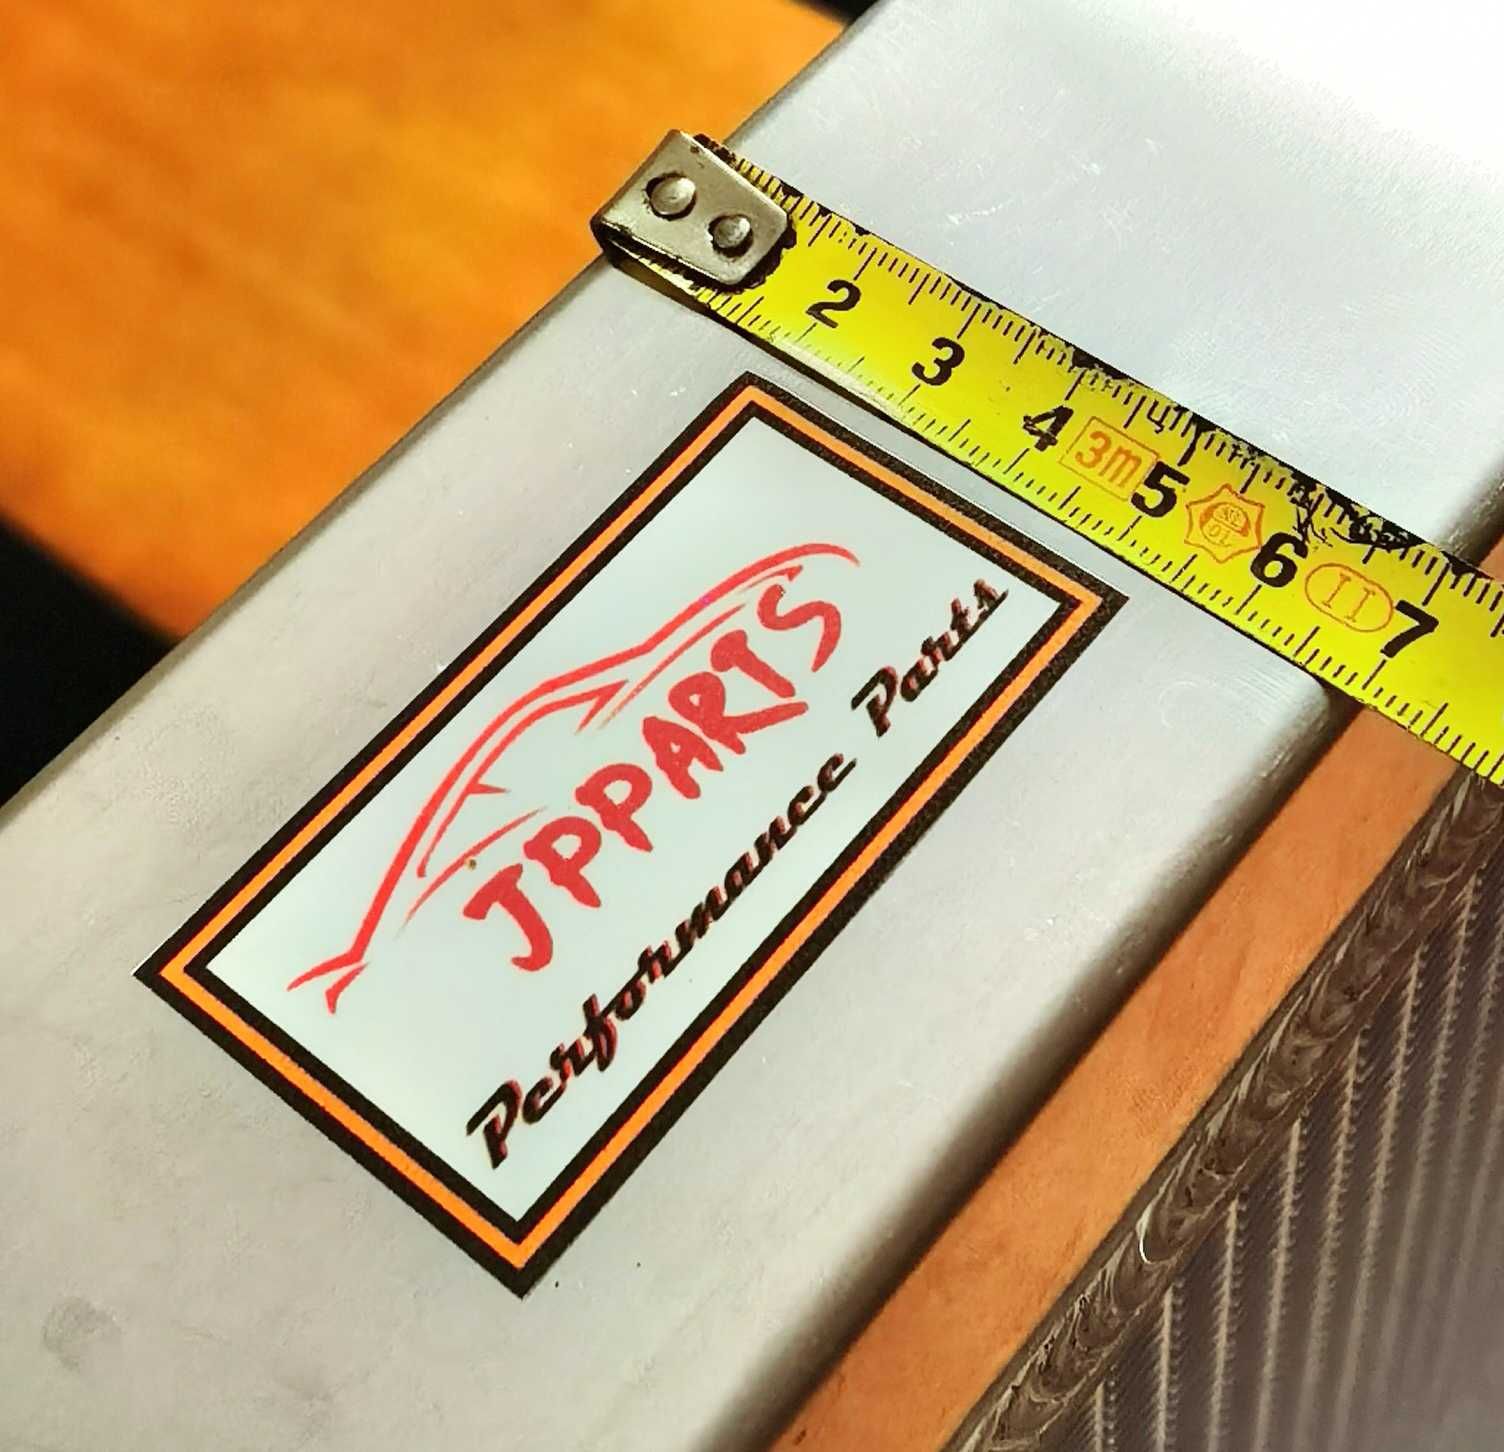 2 3 4 3m 5 6 II 7
JPPARTS
Performance Parts